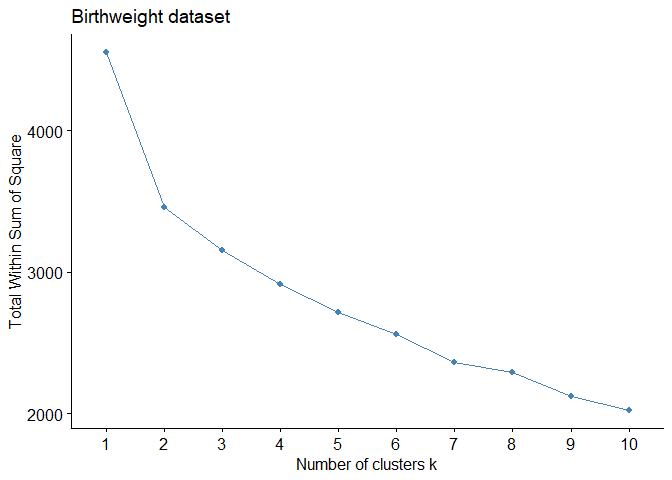 Birthweight dataset
Total Within Sum of Square
4000
3000
2000
1 2 3 4 5 6 7 8 9 10
Number of clusters k